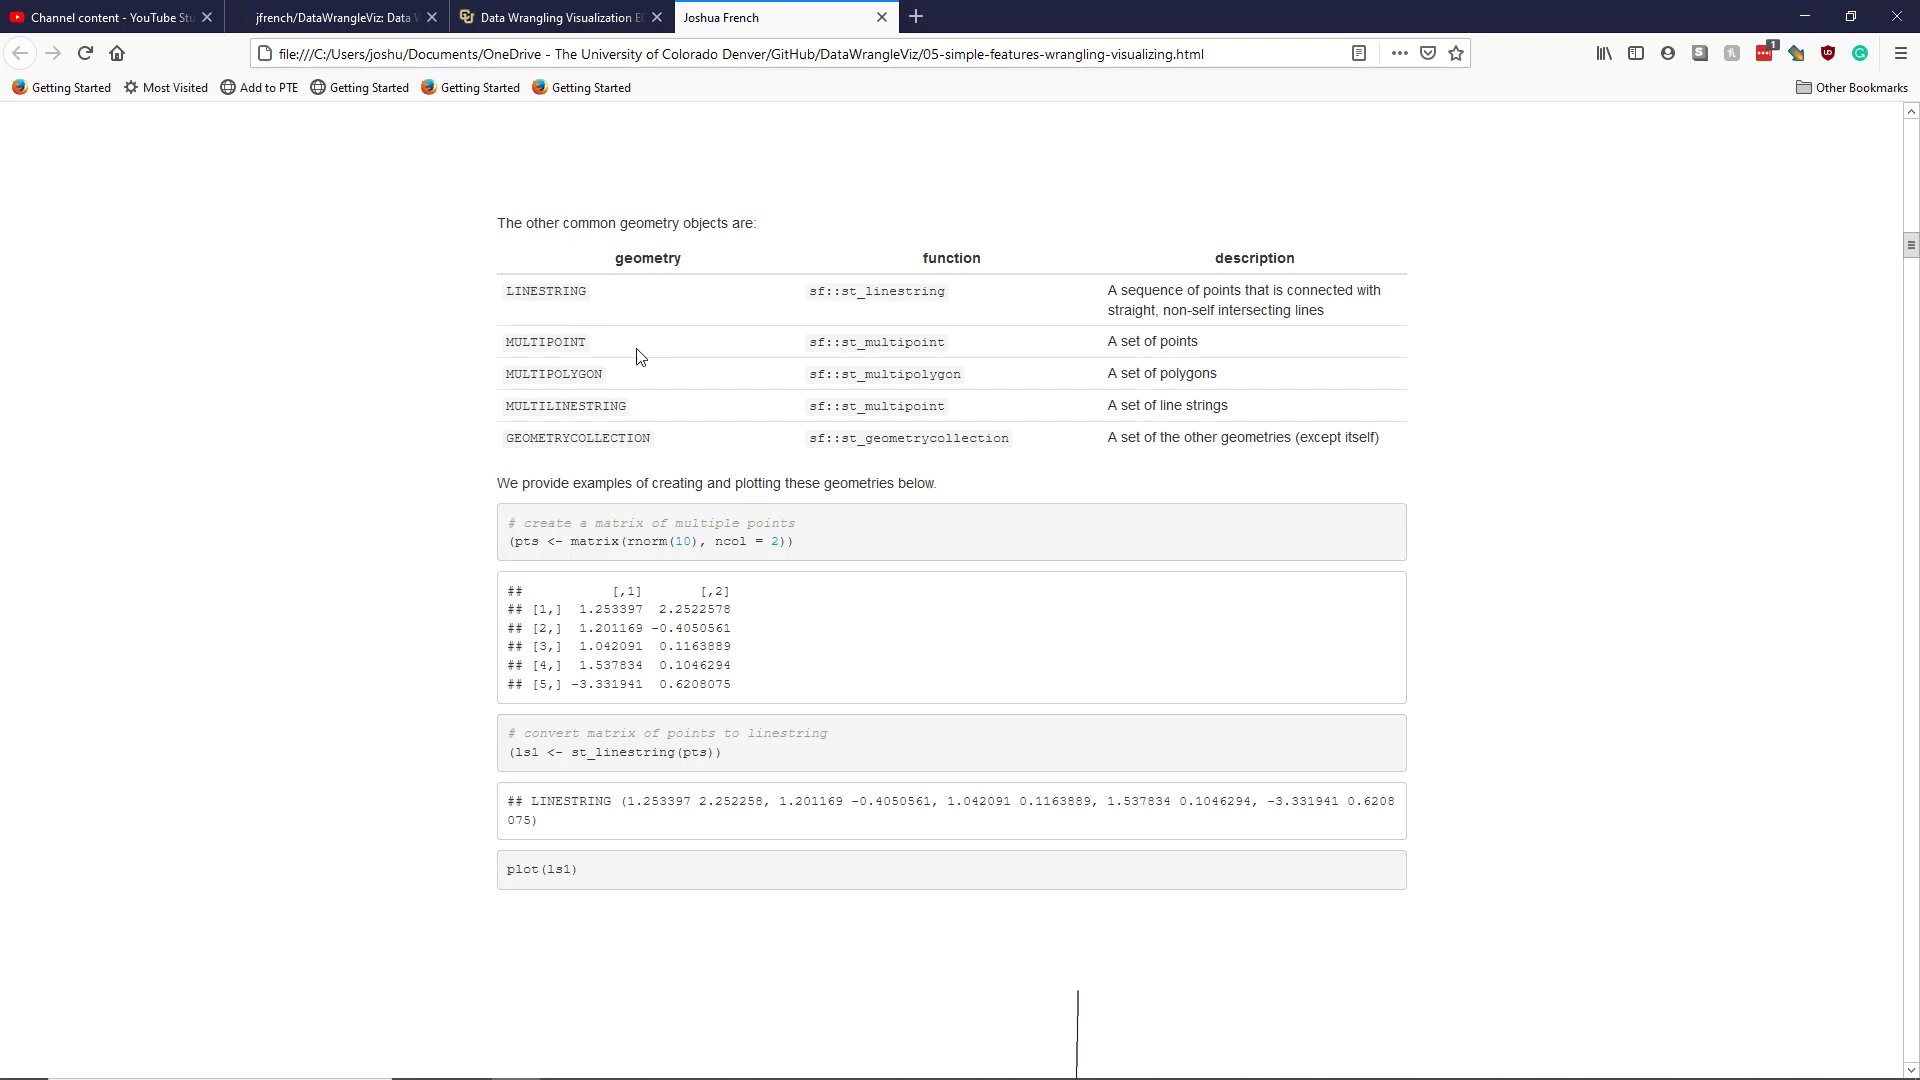 Channel content - YouTube Stu
jfrench/DataWrangleViz: Data W
Data Wrangling Visualization EC
Joshua French
file:///C:/Users/joshu/Documents/OneDrive - The University of Colorado Denver/GitHub/DataWrangleViz/05-simple-features-wrangling-visualizing.html
1
Getting Started
Most Visited
Add to PTE
Getting Started
Getting Started
Getting Started
Other Bookmarks
The other common geometry objects are:
geometry function description
LINESTRING sf::st_linestring A sequence of points that is connected with
straight, non-self intersecting lines
MULTIPOINT sf::st_multipoint A set of points
MULTIPOLYGON sf::st_multipolygon A set of polygons
MULTILINESTRING sf::st_multipoint A set of line strings
GEOMETRYCOLLECTION sf::st_geometrycollection A set of the other geometries (except itself)
We provide examples of creating and plotting these geometries below.
# create a matrix of multiple points
(pts <- matrix(rnorm(10), ncol = 2))
## [,1] [,2]
## [1,] 1.253397 2.2522578
## [2,] 1.201169 -0.4050561
## [3,] 1.042091 0.1163889
## [4,] 1.537834 0.1046294
## [5,] -3.331941 0.6208075
# convert matrix of points to linestring
(ls1 <- st_linestring(pts))
## LINESTRING (1.253397 2.252258, 1.201169 -0.4050561, 1.042091 0.1163889, 1.537834 0.1046294, -3.331941 0.6208
075)
plot(ls1)